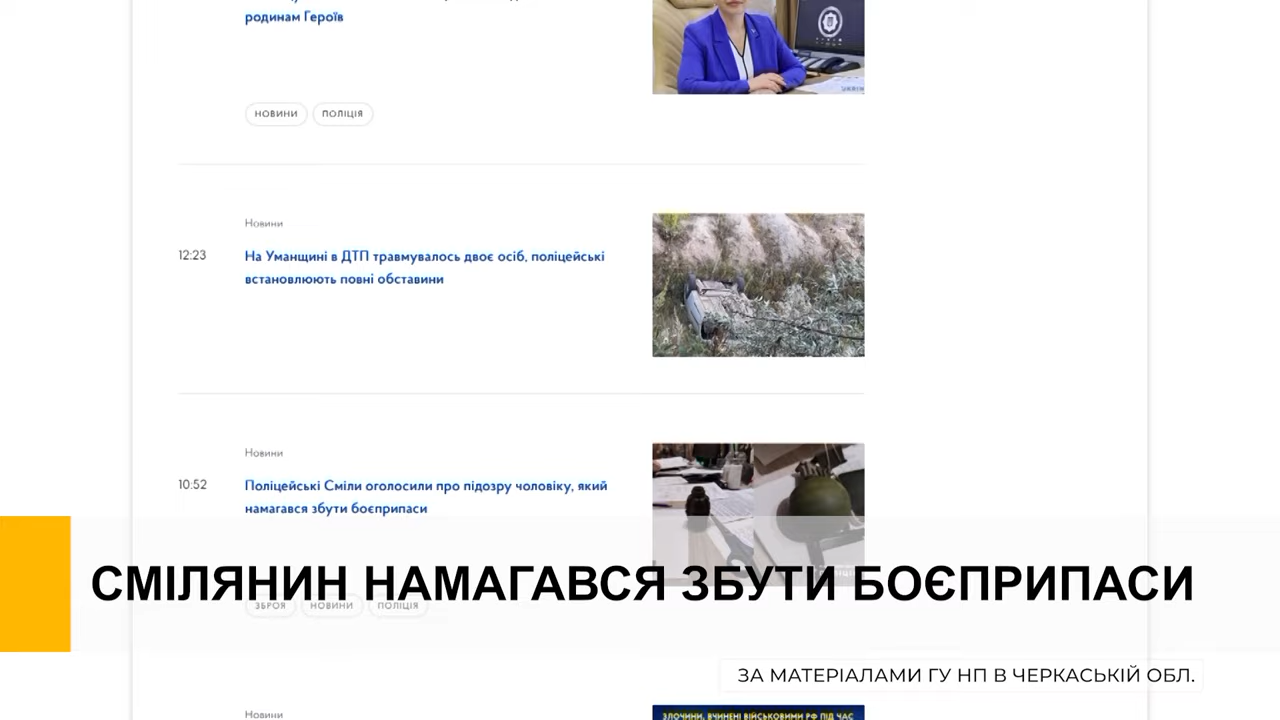 родинам Героїв
НОВИНИ ПОЛІЦІЯ
Новини
12:23 На Уманщині в ДТП травмувалось двоє осіб, поліцейські
встановлюють повні обставини
Новини
10:52 Поліцейські Сміли оголосили про підозру чоловіку, який
намагався збути боєприпаси
СМІЛЯНИН НАМАГАВСЯ ЗБУТИ БОЄПРИПАСИ
ЗБРОЯ НОВИНИ ПОЛІЦІЯ
ЗА МАТЕРІАЛАМИ ГУ НП В ЧЕРКАСЬКІЙ ОБЛ.
Новини
ЗЛОЧИНИ, ВЧИНЕНІ ВІЙСЬКОВИМИ РФ ПІД ЧАС